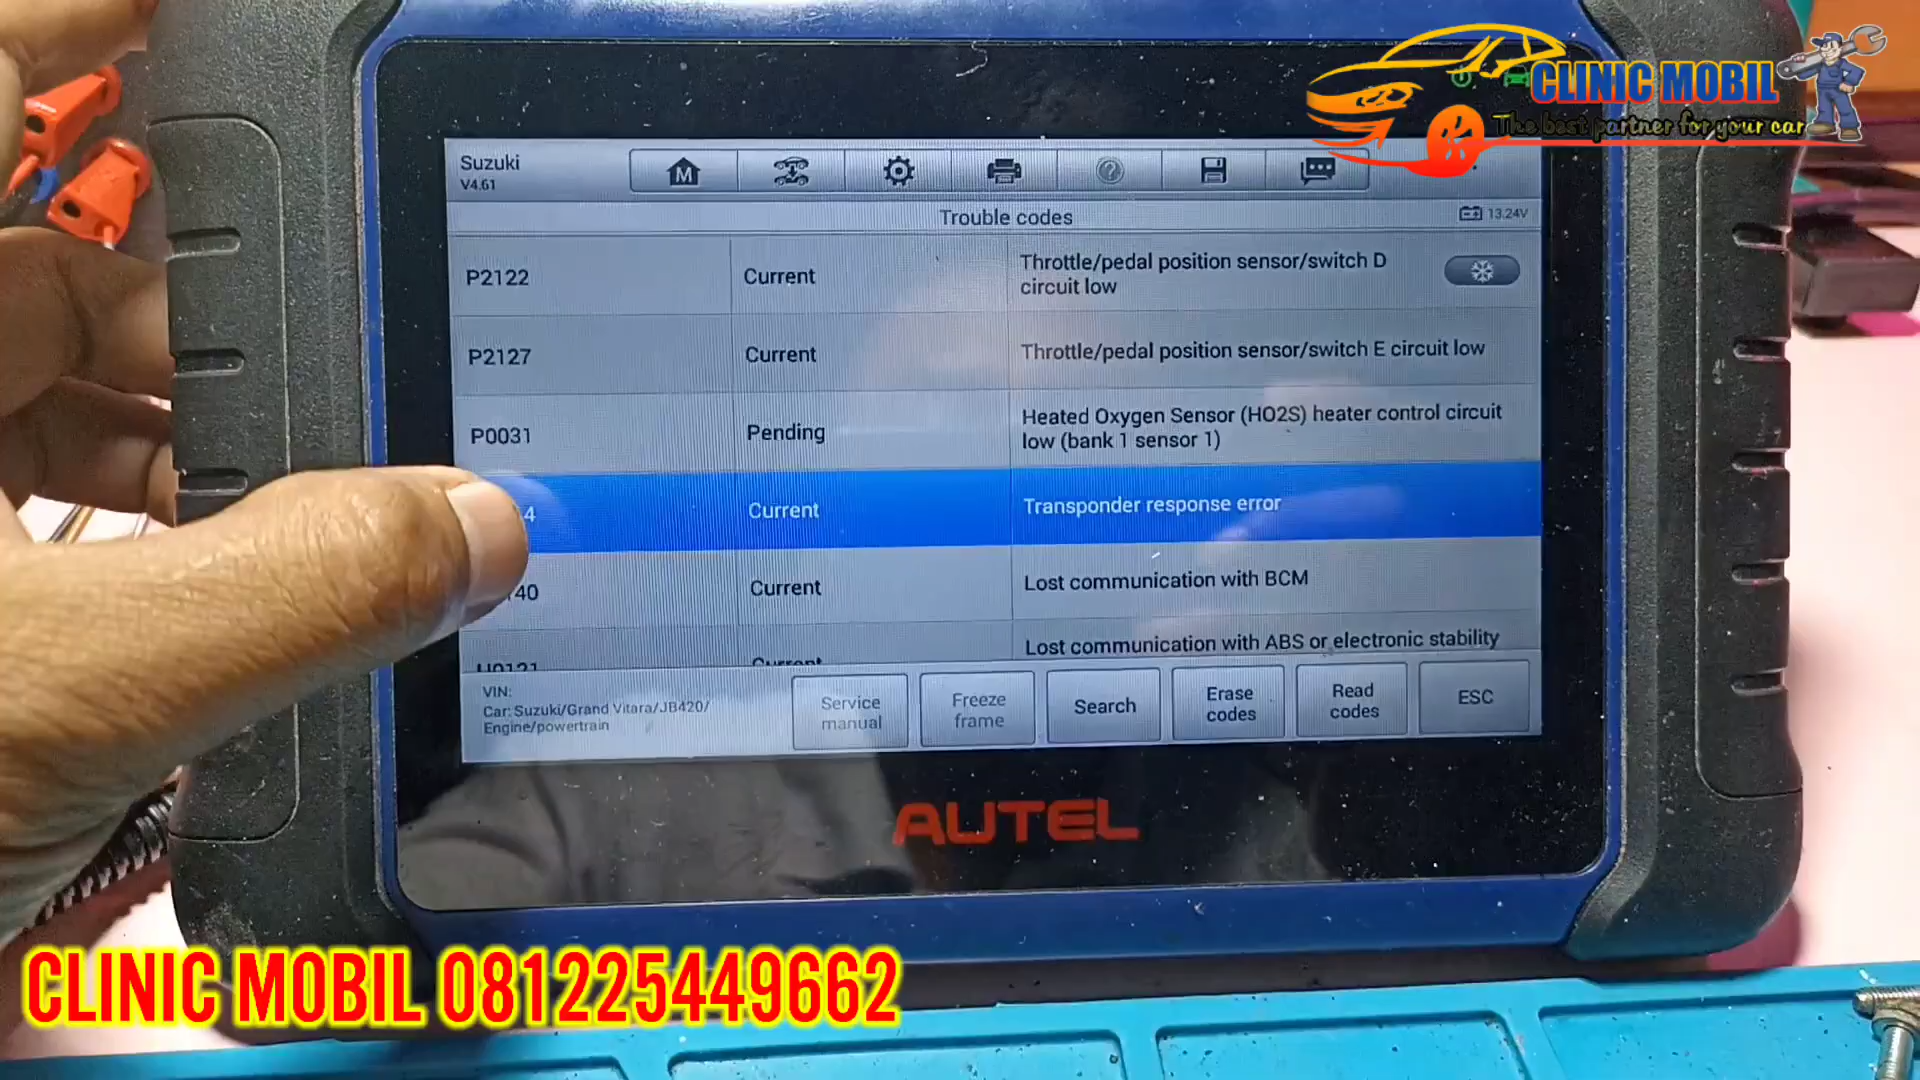 CLINIC MOBIL
The best partner for your car
Suzuki
V4.61
M
Trouble codes
13.24V
P2122 Current Throttle/pedal position sensor/switch D
circuit low
P2127 Current Throttle/pedal position sensor/switch E circuit low
P0031 Pending Heated Oxygen Sensor (HO2S) heater control circuit
low (bank 1 sensor 1)
4 Current Transponder response error
140 Current Lost communication with BCM
U0121 Current Lost communication with ABS or electronic stability
VIN:
Car: Suzuki/Grand Vitara/JB420/
Engine/powertrain
Service
manual
Freeze
frame
Search
Erase
codes
Read
codes
ESC
AUTEL
CLINIC MOBIL 081225449662